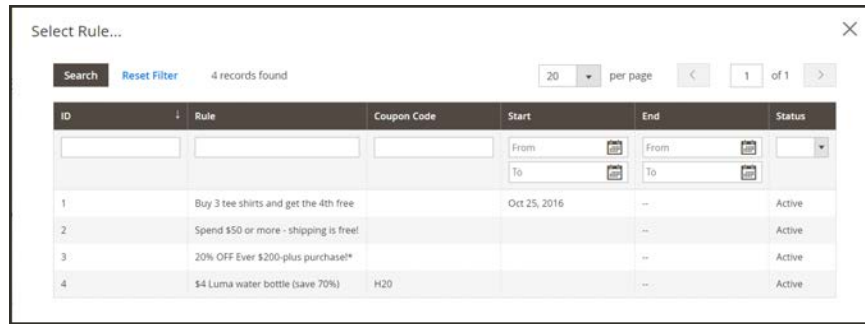 Select Rule...
Search Reset Filter 4 records found 20 per page 1 of 1
ID Rule Coupon Code Start End Status
From From
To To
1 Buy 3 tee shirts and get the 4th free Oct 25, 2016 -- Active
2 Spend $50 or more - shipping is free! -- Active
3 20% OFF Ever $200-plus purchase!* -- Active
4 $4 Luma water bottle (save 70%) H20 -- Active